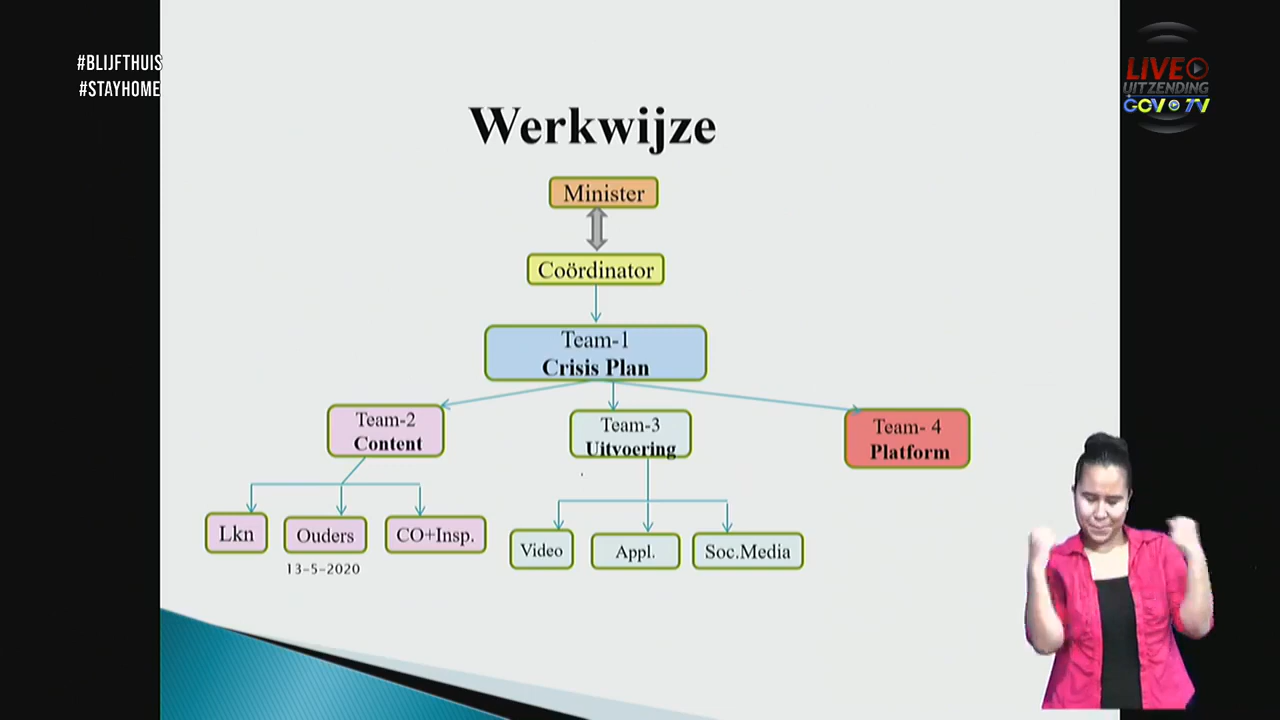 #BLIJFTHUIS
#STAYHOME
LIVE
UITZENDING
GOV TV
Werkwijze
Minister
Coördinator
Team-1
Crisis Plan
Team-2
Content
Team-3
Uitvoering
Team- 4
Platform
Lkn
Ouders
CO+Insp.
Video
Appl.
Soc.Media
13-5-2020